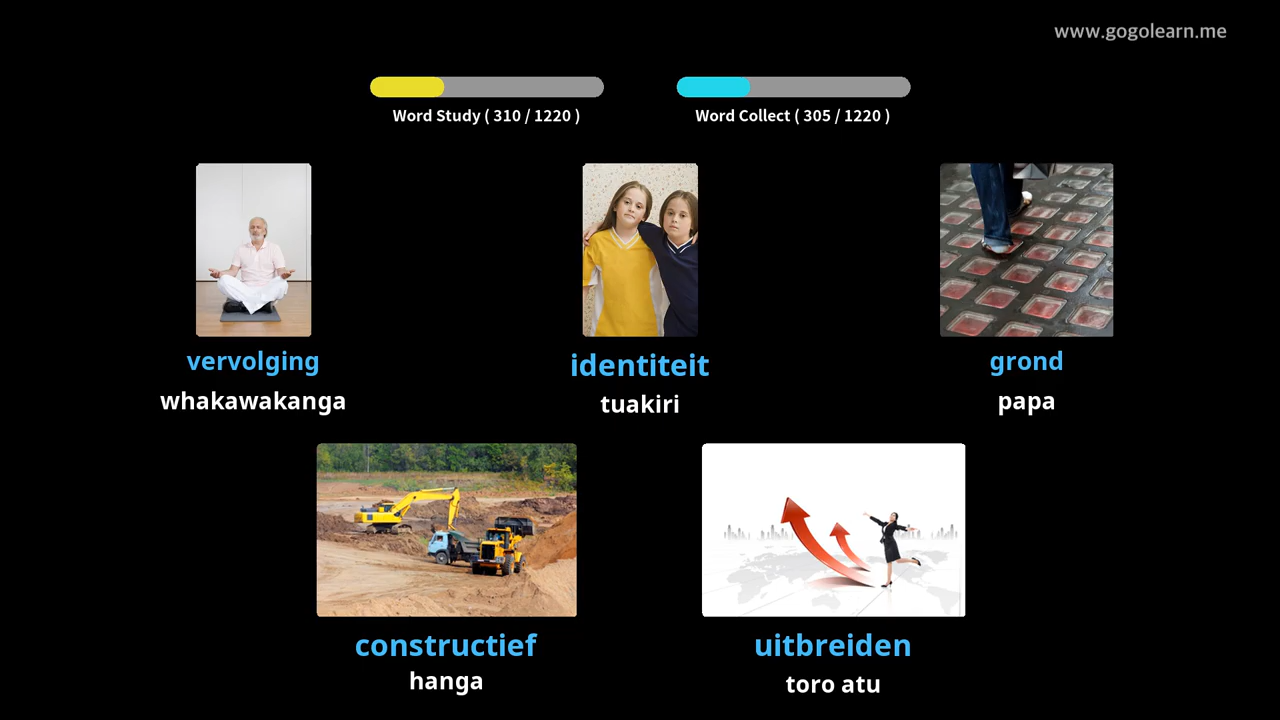 www.gogolearn.me
Word Study ( 310 / 1220 )
Word Collect ( 305 / 1220 )
vervolging
whakawakanga
identiteit
tuakiri
grond
papa
constructief
hanga
uitbreiden
toro atu